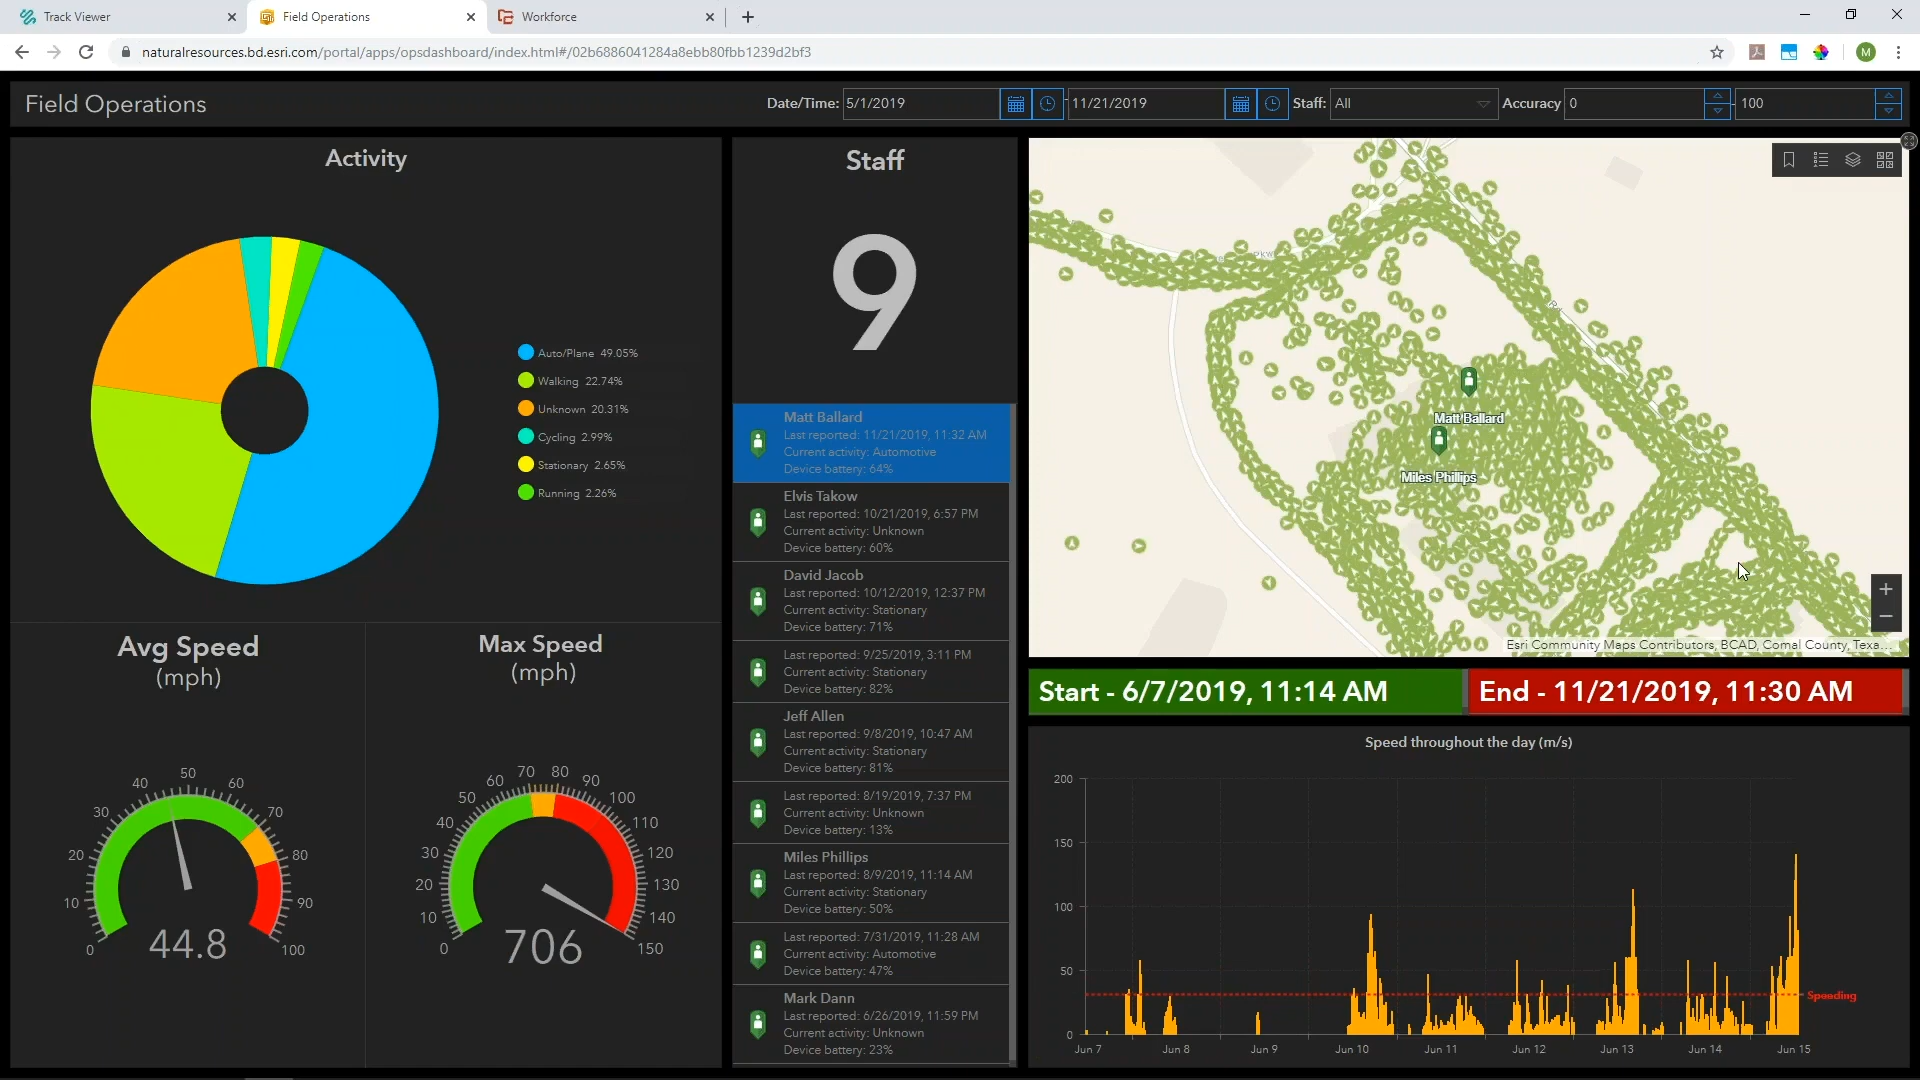 Track Viewer
Field Operations
Workforce
naturalresources.bd.esri.com/portal/apps/opsdashboard/index.html#/02b6886041284a8ebb80fbb1239d2bf3
M
Field Operations
Date/Time: 5/1/2019 - 11/21/2019 Staff: All Accuracy 0 - 100
Activity
Auto/Plane 49.05%
Walking 22.74%
Unknown 20.31%
Cycling 2.99%
Stationary 2.65%
Running 2.26%
Avg Speed
(mph)
0
10
20
30
40
50
60
70
80
90
100
44.8
Max Speed
(mph)
0
10
20
30
40
50
60
70
80
90
100
110
120
130
140
150
706
Staff
9
Matt Ballard
Last reported: 11/21/2019, 11:32 AM
Current activity: Automotive
Device battery: 64%
Elvis Takow
Last reported: 10/21/2019, 6:57 PM
Current activity: Unknown
Device battery: 60%
David Jacob
Last reported: 10/12/2019, 12:37 PM
Current activity: Stationary
Device battery: 71%
Last reported: 9/25/2019, 3:11 PM
Current activity: Stationary
Device battery: 82%
Jeff Allen
Last reported: 9/8/2019, 10:47 AM
Current activity: Stationary
Device battery: 81%
Last reported: 8/19/2019, 7:37 PM
Current activity: Unknown
Device battery: 13%
Miles Phillips
Last reported: 8/9/2019, 11:14 AM
Current activity: Stationary
Device battery: 50%
Last reported: 7/31/2019, 11:28 AM
Current activity: Automotive
Device battery: 47%
Mark Dann
Last reported: 6/26/2019, 11:59 PM
Current activity: Unknown
Device battery: 23%
Pkwy
Matt Ballard
Miles Phillips
Esri Community Maps Contributors, BCAD, Comal County, Texa...
Start - 6/7/2019, 11:14 AM
End - 11/21/2019, 11:30 AM
Speed throughout the day (m/s)
200
150
100
50
0
Speeding
Jun 7
Jun 8
Jun 9
Jun 10
Jun 11
Jun 12
Jun 13
Jun 14
Jun 15